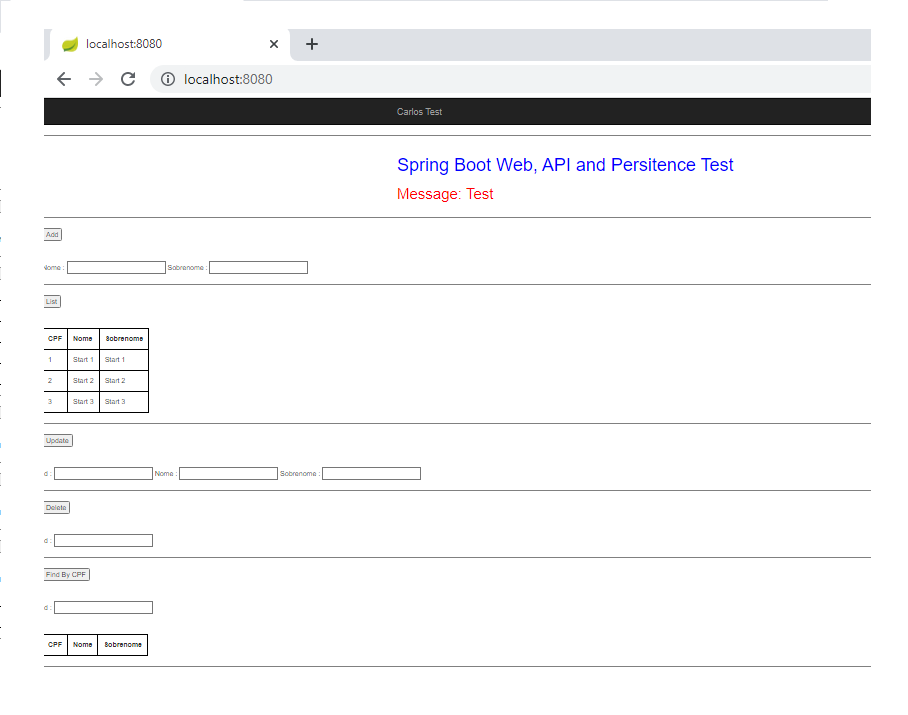 localhost:8080
localhost:8080
Carlos Test
Spring Boot Web, API and Persitence Test
Message: Test
Add
Nome : Sobrenome :
List
CPF Nome Sobrenome
1 Start 1 Start 1
2 Start 2 Start 2
3 Start 3 Start 3
Update
d : Nome : Sobrenome :
Delete
d :
Find By CPF
d :
CPF Nome Sobrenome